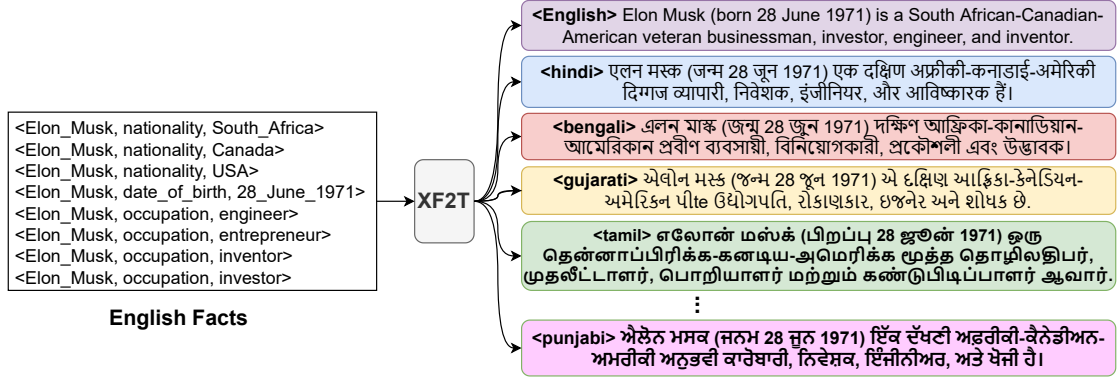 <Elon_Musk, nationality, South_Africa>
<Elon_Musk, nationality, Canada>
<Elon_Musk, nationality, USA>
<Elon_Musk, date_of_birth, 28_June_1971>
<Elon_Musk, occupation, engineer>
<Elon_Musk, occupation, entrepreneur>
<Elon_Musk, occupation, inventor>
<Elon_Musk, occupation, investor>
English Facts
XF2T
<English> Elon Musk (born 28 June 1971) is a South African-Canadian-
American veteran businessman, investor, engineer, and inventor.
<hindi> एलन मस्क (जन्म 28 जून 1971) एक दक्षिण अफ्रीकी-कनाडाई-अमेरिकी
दिग्गज व्यापारी, निवेशक, इंजीनियर, और आविष्कारक हैं।
<bengali> এলন মাস্ক (জন্ম 28 জুন 1971) দক্ষিণ আফ্রিকা-কানাডিয়ান-
আমেরিকান প্রবীণ ব্যবসায়ী, বিনিয়োগকারী, প্রকৌশলী এবং উদ্ভাবক।
<gujarati> એલોન મસ્ક (જન્મ 28 જૂન 1971) એ દક્ષિણ આફ્રિકા-કેનેડિયન-
અમેરિકન પીte ઉદ્યોગપતિ, રોકાણકાર, ઇજનેર અને શોધક છે.
<tamil> எலோன் மஸ்க் (பிறப்பு 28 ஜூன் 1971) ஒரு
தென்னாப்பிரிக்க-கனடிய-அமெரிக்க மூத்த தொழிலதிபர்,
முதலீட்டாளர், பொறியாளர் மற்றும் கண்டுபிடிப்பாளர் ஆவார்.
<punjabi> ਐਲੋਨ ਮਸਕ (ਜਨਮ 28 ਜੂਨ 1971) ਇੱਕ ਦੱਖਣੀ ਅਫ਼ਰੀਕੀ-ਕੈਨੇਡੀਅਨ-
ਅਮਰੀਕੀ ਅਨੁਭਵੀ ਕਾਰੋਬਾਰੀ, ਨਿਵੇਸ਼ਕ, ਇੰਜੀਨੀਅਰ, ਅਤੇ ਖੋਜੀ ਹੈ।